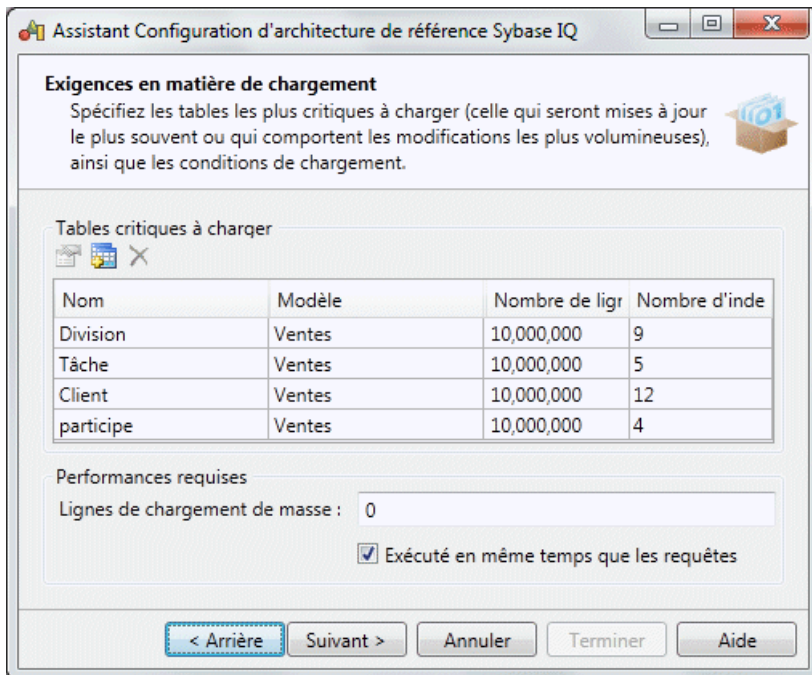 Assistant Configuration d'architecture de référence Sybase IQ
Exigences en matière de chargement
Spécifiez les tables les plus critiques à charger (celle qui seront mises à jour
le plus souvent ou qui comportent les modifications les plus volumineuses),
ainsi que les conditions de chargement.
Tables critiques à charger
Nom Modèle Nombre de ligr Nombre d'inde
Division Ventes 10,000,000 9
Tâche Ventes 10,000,000 5
Client Ventes 10,000,000 12
participe Ventes 10,000,000 4
Performances requises
Lignes de chargement de masse : 0
Exécuté en même temps que les requêtes
< Arrière Suivant > Annuler Terminer Aide